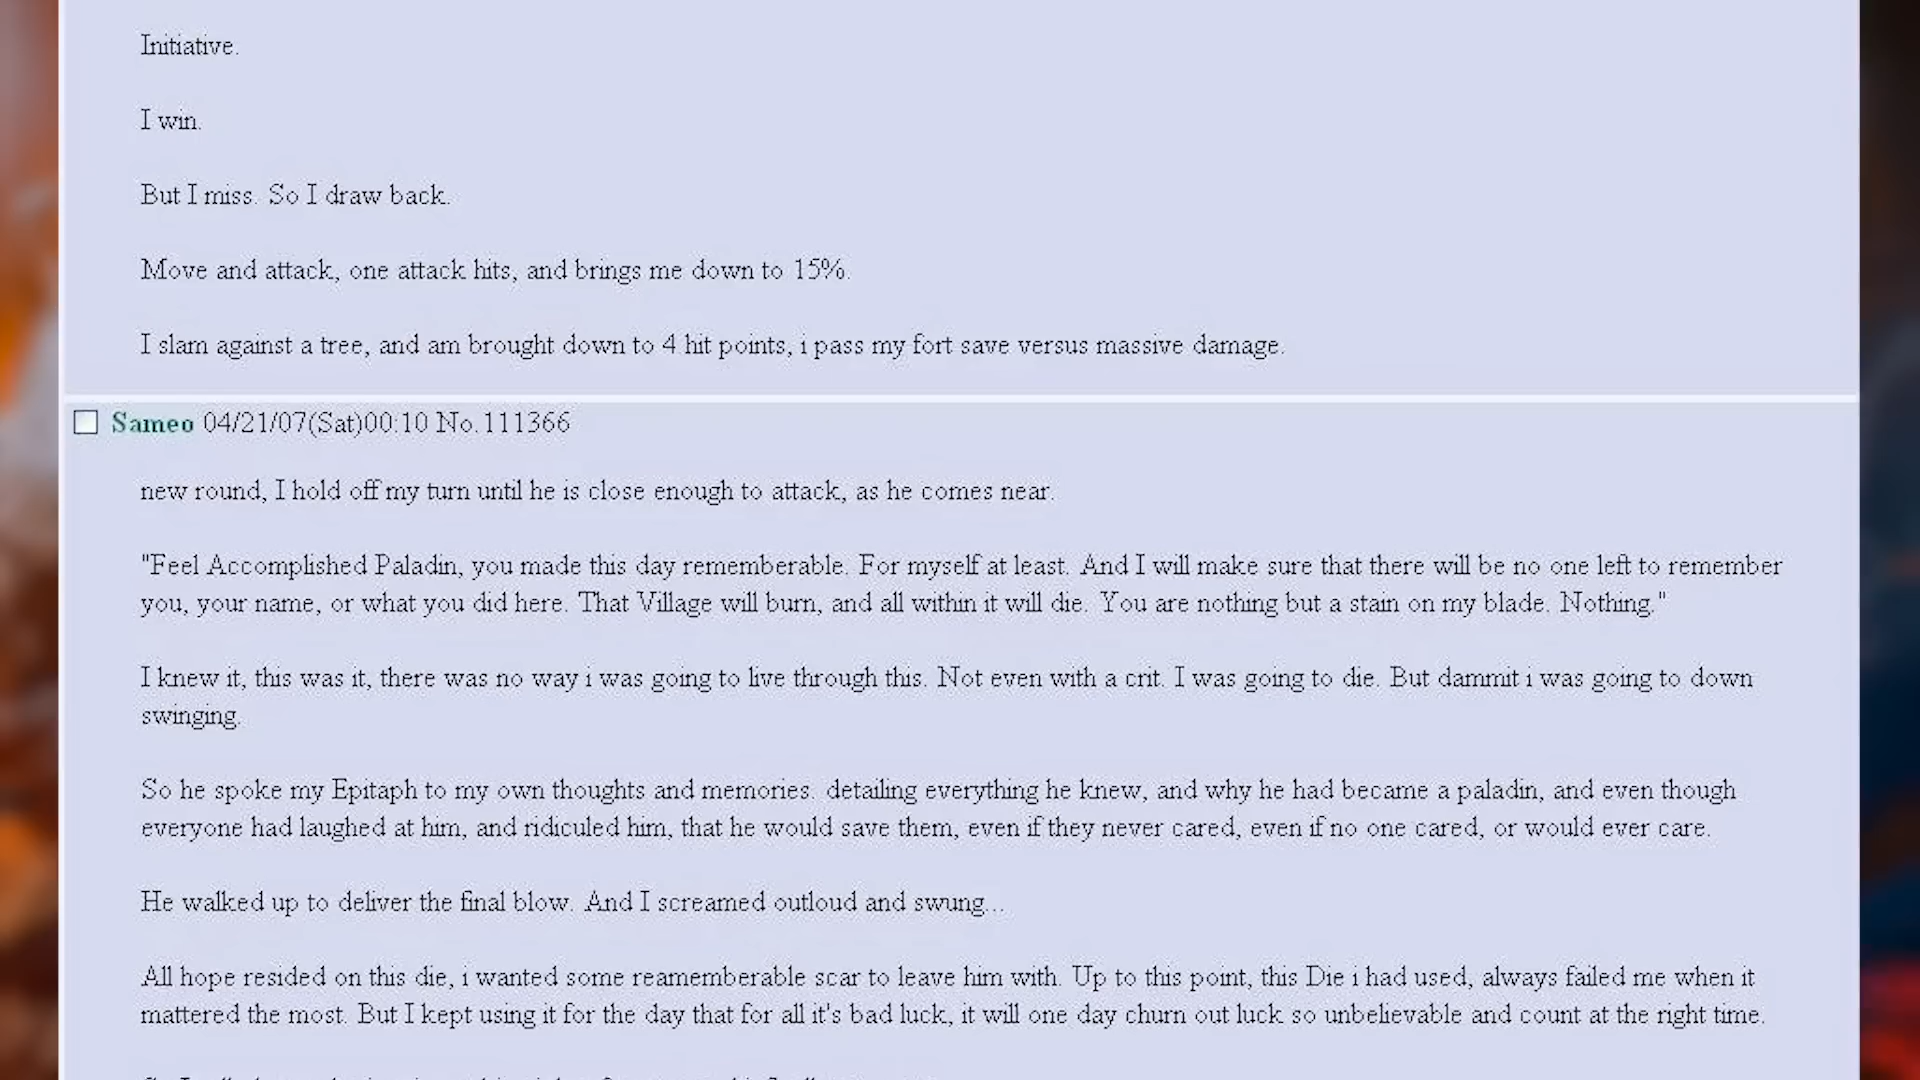 Initiative.
I win.
But I miss. So I draw back.
Move and attack, one attack hits, and brings me down to 15%.
I slam against a tree, and am brought down to 4 hit points, i pass my fort save versus massive damage.
Sameo 04/21/07(Sat)00:10 No.111366
new round, I hold off my turn until he is close enough to attack, as he comes near.
"Feel Accomplished Paladin, you made this day rememberable. For myself at least. And I will make sure that there will be no one left to remember
you, your name, or what you did here. That Village will burn, and all within it will die. You are nothing but a stain on my blade. Nothing."
I knew it, this was it, there was no way i was going to live through this. Not even with a crit. I was going to die. But dammit i was going to down
swinging.
So he spoke my Epitaph to my own thoughts and memories. detailing everything he knew, and why he had became a paladin, and even though
everyone had laughed at him, and ridiculed him, that he would save them, even if they never cared, even if no one cared, or would ever care.
He walked up to deliver the final blow. And I screamed outloud and swung...
All hope resided on this die, i wanted some reamemberable scar to leave him with. Up to this point, this Die i had used, always failed me when it
mattered the most. But I kept using it for the day that for all it's bad luck, it will one day churn out luck so unbelievable and count at the right time.